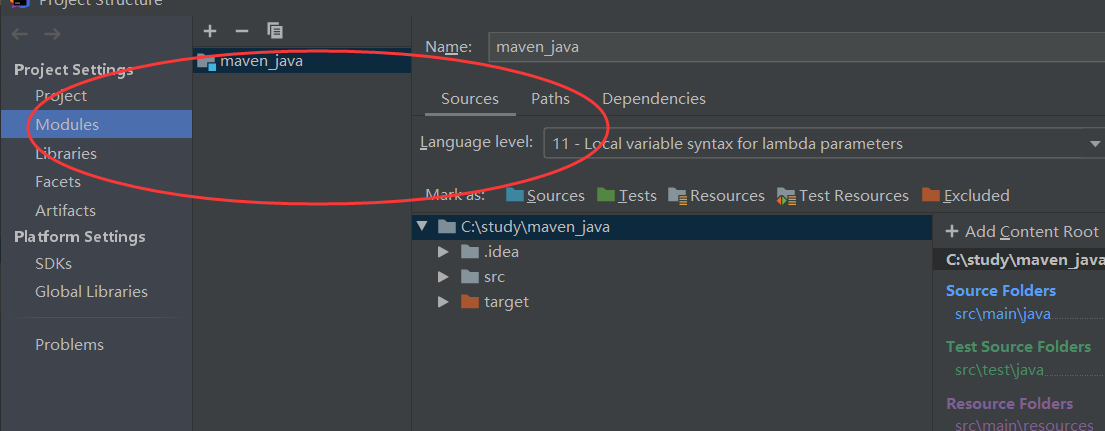 Project Structure
Name: maven_java
maven_java
Project Settings
Project
Modules
Libraries
Facets
Artifacts
Platform Settings
SDKs
Global Libraries
Problems
Sources Paths Dependencies
Language level: 11 - Local variable syntax for lambda parameters
Mark as: Sources Tests Resources Test Resources Excluded
C:\study\maven_java
.idea
src
target
+ Add Content Root
C:\study\maven_java
Source Folders
src\main\java
Test Source Folders
src\test\java
Resource Folders
src\main\resources